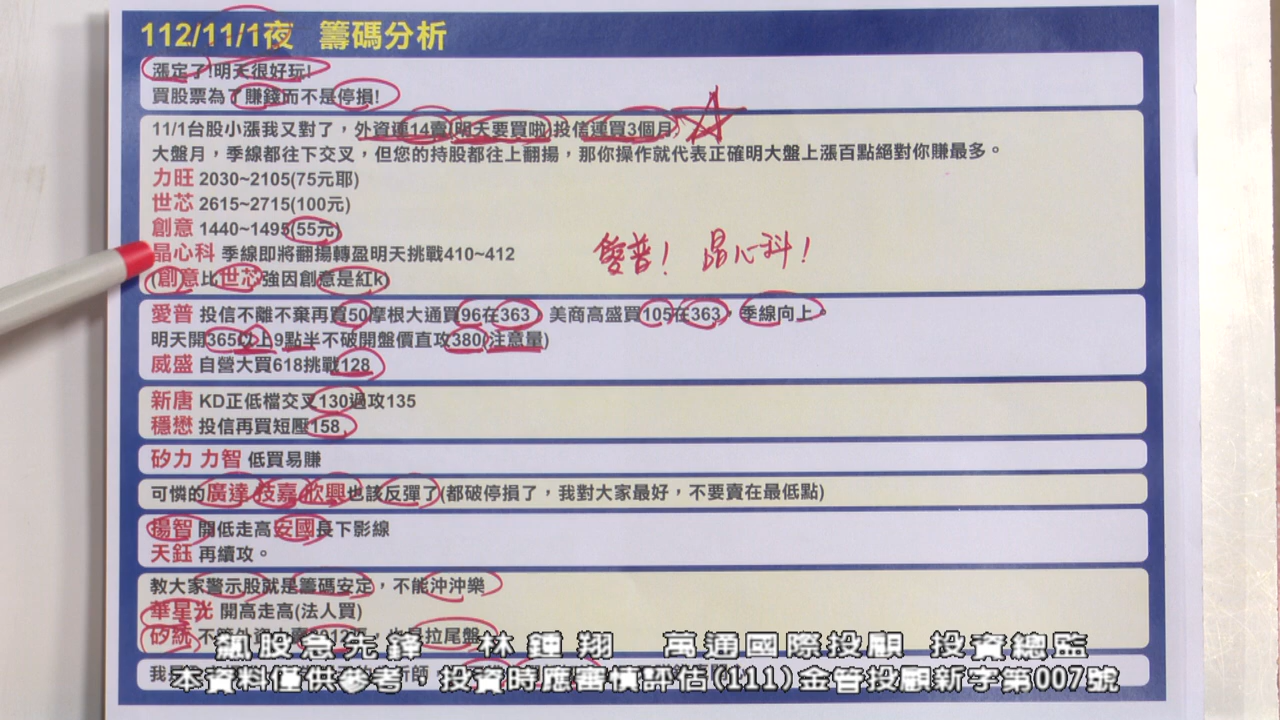 112/11/1夜 籌碼分析
漲定了!明天很好玩!
買股票為了賺錢而不是停損!
11/1台股小漲我又對了，外資連14賣(明天要買啦)投信連買3個月
大盤月，季線都往下交叉，但您的持股都往上翻揚，那你操作就代表正確明大盤上漲百點絕對你賺最多。
力旺 2030~2105(75元耶)
世芯 2615~2715(100元)
創意 1440~1495(55元)
晶心科 季線即將翻揚轉盈明天挑戰410~412
愛普! 晶心科!
(創意比世芯強因創意是紅k)
愛普 投信不離不棄再買50摩根大通買96在363，美商高盛買105在363，季線向上。
明天開365以上9點半不破開盤價直攻380(注意量)
威盛 自營大買618挑戰128
新唐 KD正低檔交叉130過攻135
穩懋 投信再買短壓158
矽力 力智 低買易賺
可憐的廣達 技嘉 欣興也該反彈了(都破停損了，我對大家最好，不要賣在最低點)
揚智 開低走高安國長下影線
天鈺 再續攻。
教大家警示股就是籌碼安定，不能沖沖樂
華星光 開高走高(法人買)
矽統 拉尾盤
飆股急先鋒 林鍾翔 萬通國際投顧 投資總監
本資料僅供參考，投資時應審慎評估(111)金管投顧新字第007號